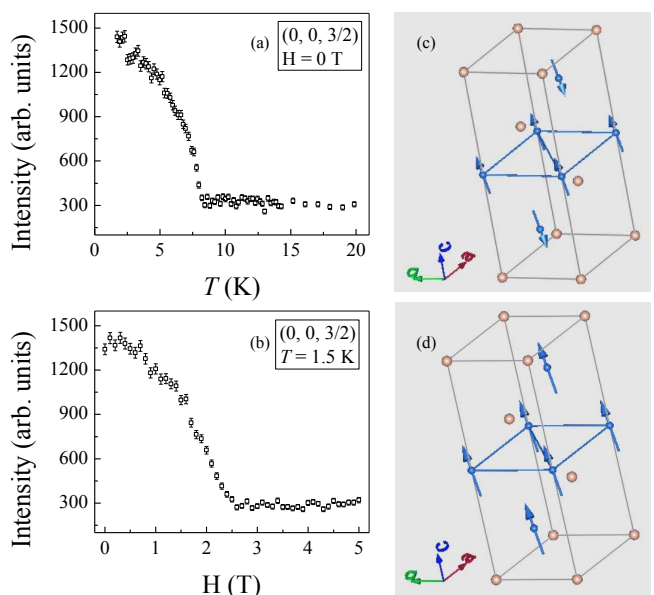 (a)
(0, 0, 3/2)
H = 0 T
1500
1200
900
600
300
0
5
10
15
20
Intensity (arb. units)
T (K)
(b)
(0, 0, 3/2)
T = 1.5 K
1500
1200
900
600
300
0
1
2
3
4
5
Intensity (arb. units)
H (T)
(c)
c
b
a
(d)
c
b
a